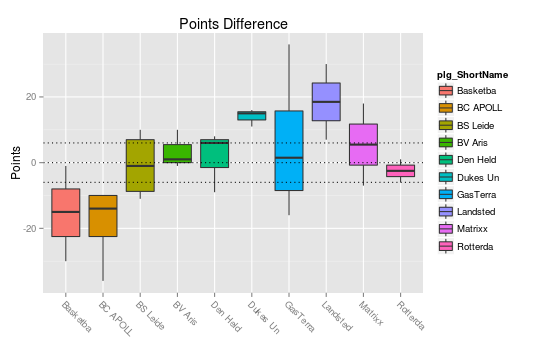 Points Difference
Points
20
0
-20
Basketba
BC APOLL
BS Leide
BV Aris
Den Held
Dukes Un
GasTerra
Landsted
Matrixx
Rotterda
plg_ShortName
Basketba
BC APOLL
BS Leide
BV Aris
Den Held
Dukes Un
GasTerra
Landsted
Matrixx
Rotterda